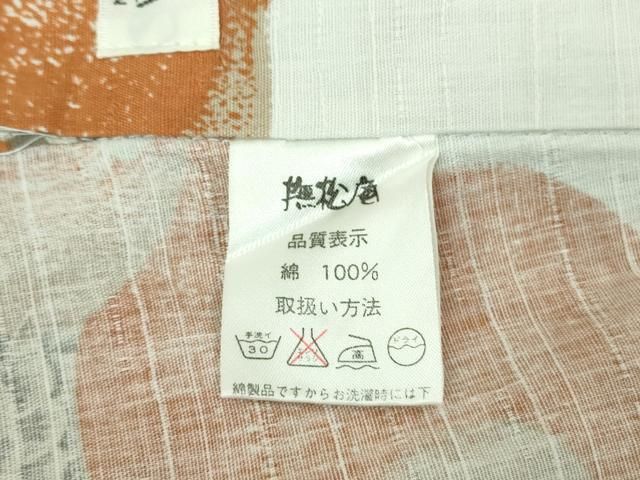 撫松庵
品質表示
綿 100%
取扱い方法
手洗イ
30
高
ドライ
綿製品ですからお洗濯時には下